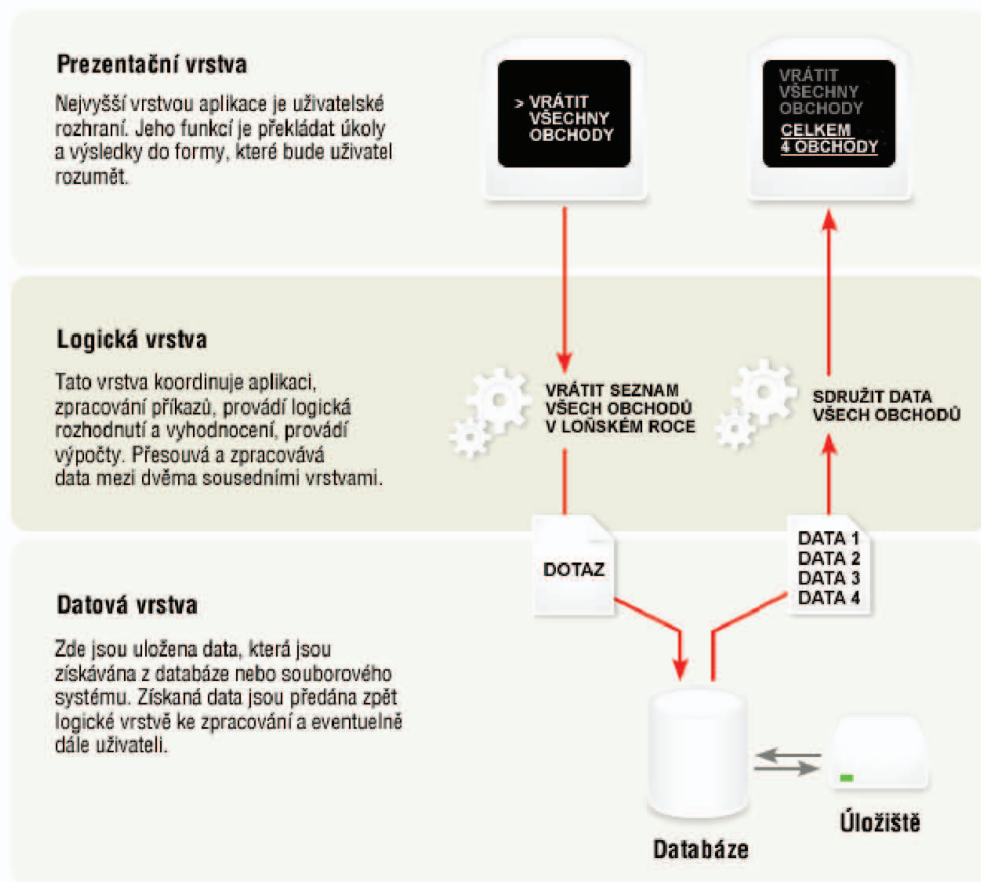 Prezentační vrstva
Nejvyšší vrstvou aplikace je uživatelské
rozhraní. Jeho funkcí je překládat úkoly
a výsledky do formy, které bude uživatel
rozumět.
> VRÁTIT
VŠECHNY
OBCHODY
VRÁTIT
VŠECHNY
OBCHODY
CELKEM
4 OBCHODY
Logická vrstva
Tato vrstva koordinuje aplikaci,
zpracování příkazů, provádí logická
rozhodnutí a vyhodnocení, provádí
výpočty. Přesouvá a zpracovává
data mezi dvěma sousedními vrstvami.
VRÁTIT SEZNAM
VŠECH OBCHODŮ
V LOŇSKÉM ROCE
SDRUŽIT DATA
VŠECH OBCHODŮ
DOTAZ
DATA 1
DATA 2
DATA 3
DATA 4
Datová vrstva
Zde jsou uložena data, která jsou
získávána z databáze nebo souborového
systému. Získaná data jsou předána zpět
logické vrstvě ke zpracování a eventuelně
dále uživateli.
Databáze
Úložiště